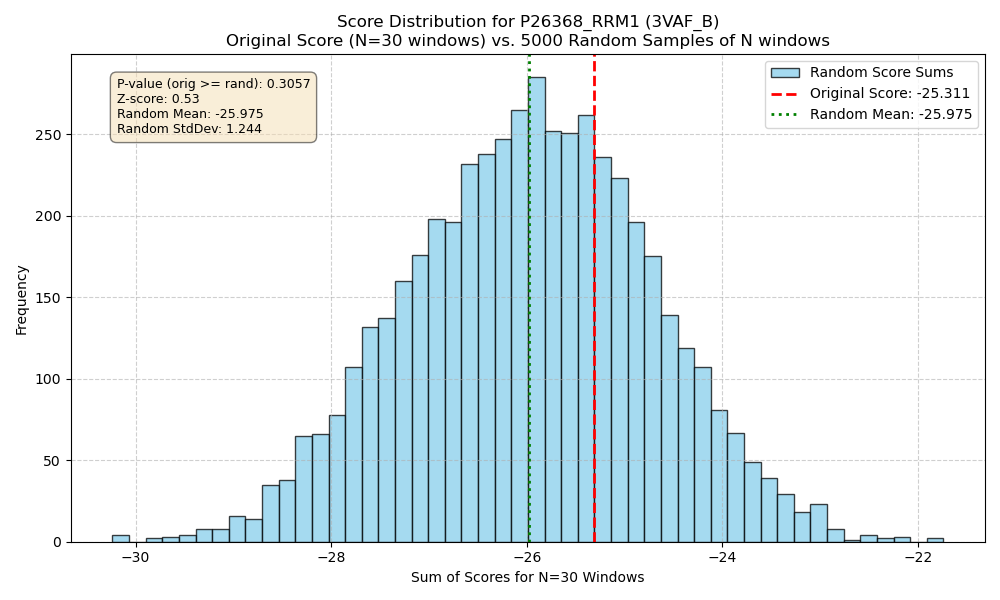 Score Distribution for P26368_RRM1 (3VAF_B)
Original Score (N=30 windows) vs. 5000 Random Samples of N windows
P-value (orig >= rand): 0.3057
Z-score: 0.53
Random Mean: -25.975
Random StdDev: 1.244
Random Score Sums
Original Score: -25.311
Random Mean: -25.975
Frequency
250
200
150
100
50
0
−30
−28
−26
−24
−22
Sum of Scores for N=30 Windows